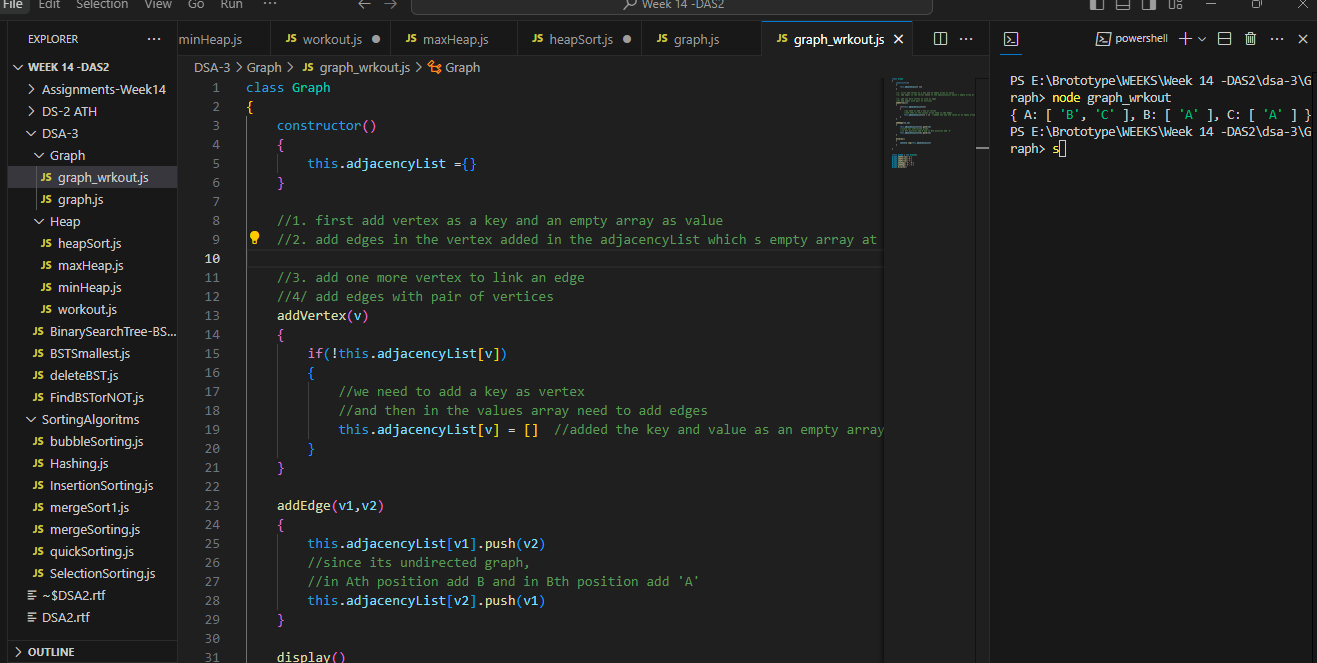 File Edit Selection View Go Run ··· ← → Week 14 -DAS2
EXPLORER ···
WEEK 14 -DSA2
Assignments-Week14
DS-2 ATH
DSA-3
Graph
JS graph_wrkout.js
JS graph.js
Heap
JS heapSort.js
JS maxHeap.js
JS minHeap.js
JS workout.js
JS BinarySearchTree-BS...
JS BSTSmallest.js
JS deleteBST.js
JS FindBSTorNOT.js
SortingAlgoritms
JS bubbleSorting.js
JS Hashing.js
JS InsertionSorting.js
JS mergeSort1.js
JS mergeSorting.js
JS quickSorting.js
JS SelectionSorting.js
~$DSA2.rtf
DSA2.rtf
OUTLINE
minHeap.js JS workout.js JS maxHeap.js JS heapSort.js JS graph.js JS graph_wrkout.js
DSA-3 > Graph > JS graph_wrkout.js > Graph
1 class Graph
2 {
3 constructor()
4 {
5 this.adjacencyList ={}
6 }
7
8 //1. first add vertex as a key and an empty array as value
9 //2. add edges in the vertex added in the adjacencyList which s empty array at
10
11 //3. add one more vertex to link an edge
12 //4/ add edges with pair of vertices
13 addVertex(v)
14 {
15 if(!this.adjacencyList[v])
16 {
17 //we need to add a key as vertex
18 //and then in the values array need to add edges
19 this.adjacencyList[v] = [] //added the key and value as an empty array
20 }
21 }
22
23 addEdge(v1,v2)
24 {
25 this.adjacencyList[v1].push(v2)
26 //since its undirected graph,
27 //in Ath position add B and in Bth position add 'A'
28 this.adjacencyList[v2].push(v1)
29 }
30
31 display()
powershell
PS E:\Brototype\WEEKS\Week 14 -DAS2\dsa-3\G
raph> node graph_wrkout
{ A: [ 'B', 'C' ], B: [ 'A' ], C: [ 'A' ] }
PS E:\Brototype\WEEKS\Week 14 -DAS2\dsa-3\G
raph> s